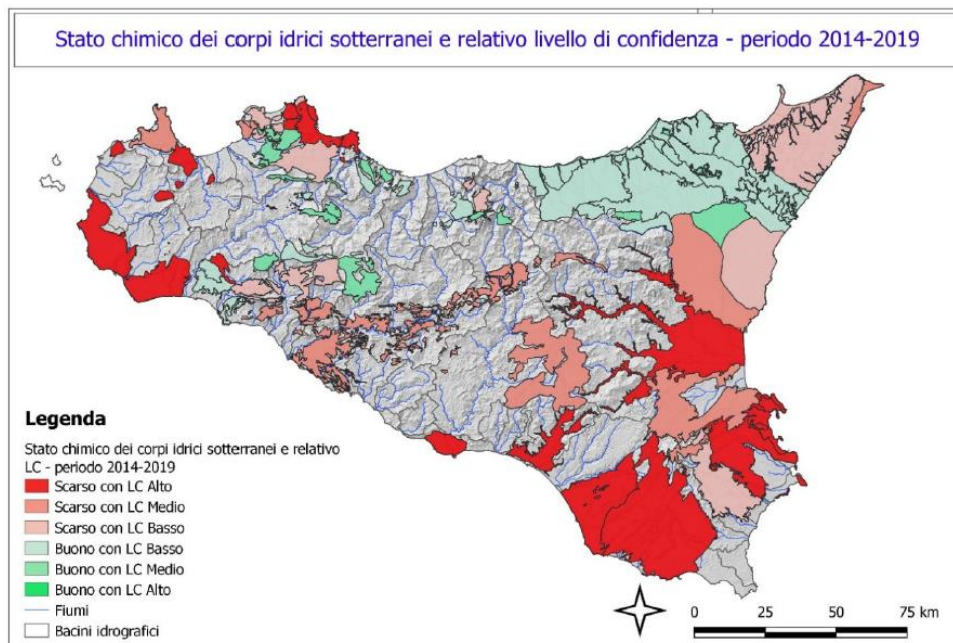 Stato chimico dei corpi idrici sotterranei e relativo livello di confidenza - periodo 2014-2019
Legenda
Stato chimico dei corpi idrici sotterranei e relativo
LC - periodo 2014-2019
Scarso con LC Alto
Scarso con LC Medio
Scarso con LC Basso
Buono con LC Basso
Buono con LC Medio
Buono con LC Alto
Fiumi
Bacini idrografici
0 25 50 75 km